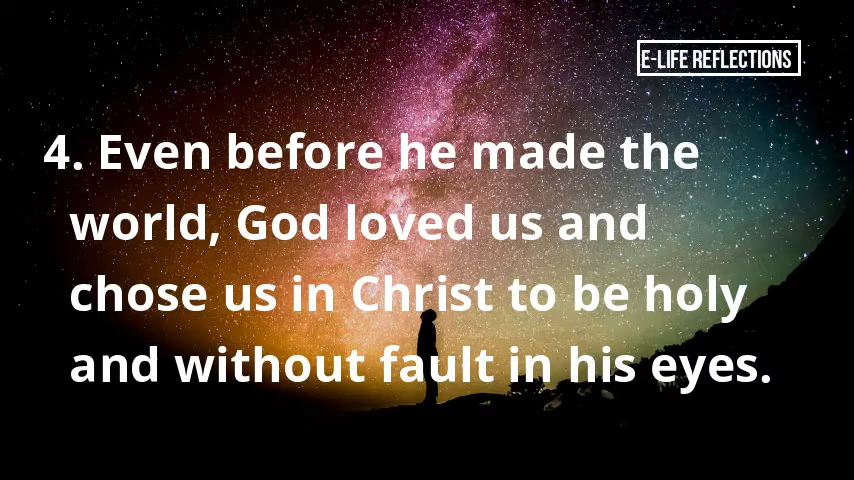 E-LIFE REFLECTIONS
4. Even before he made the
world, God loved us and
chose us in Christ to be holy
and without fault in his eyes.